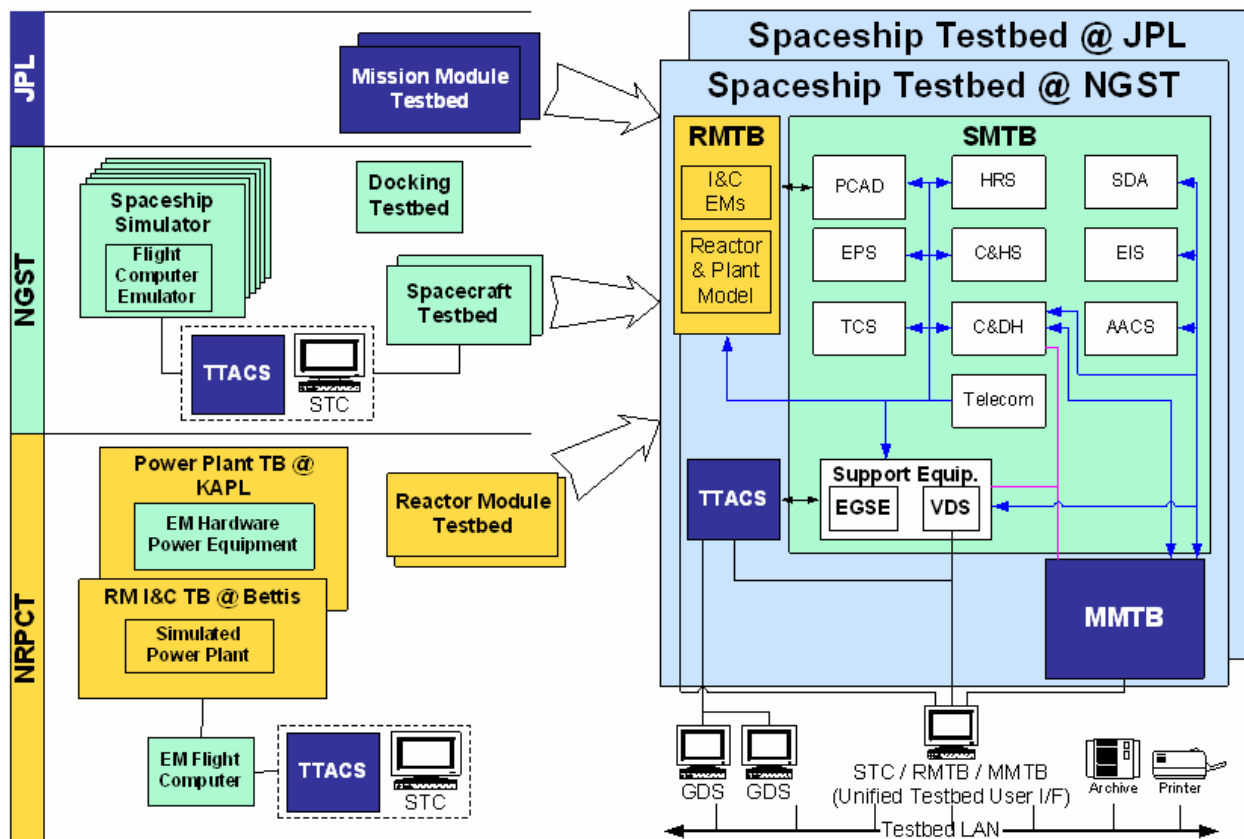 JPL
Mission Module
Testbed
NGST
Spaceship
Simulator
Flight
Computer
Emulator
Docking
Testbed
Spacecraft
Testbed
TTACS
STC
NRPCT
Power Plant TB @
KAPL
EM Hardware
Power Equipment
RM I&C TB @ Bettis
Simulated
Power Plant
Reactor Module
Testbed
EM Flight
Computer
TTACS
STC
Spaceship Testbed @ JPL
Spaceship Testbed @ NGST
RMTB
I&C
EMs
Reactor
& Plant
Model
SMTB
PCAD
HRS
SDA
EPS
C&HS
EIS
TCS
C&DH
AACS
Telecom
Support Equip.
EGSE
VDS
TTACS
MMTB
GDS
GDS
STC / RMTB / MMTB
(Unified Testbed User I/F)
Archive
Printer
Testbed LAN